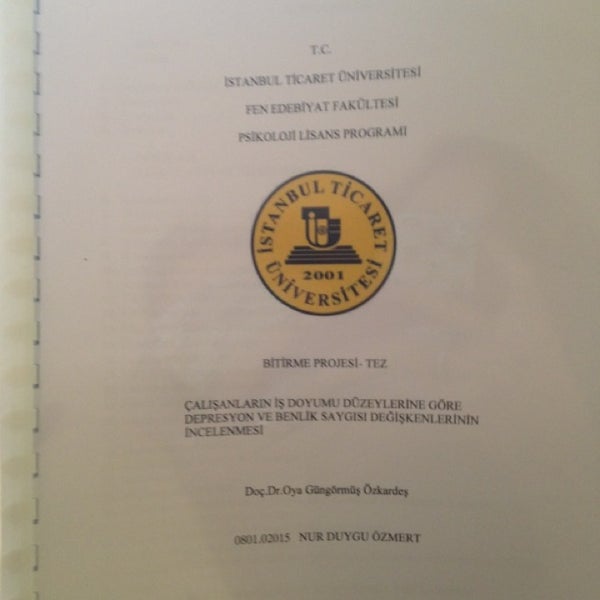 T.C.
İSTANBUL TİCARET ÜNİVERSİTESİ
FEN EDEBİYAT FAKÜLTESİ
PSİKOLOJİ LİSANS PROGRAMI
İSTANBUL TİCARET
2001
ÜNİVERSİTESİ
BİTİRME PROJESİ- TEZ
ÇALIŞANLARIN İŞ DOYUMU DÜZEYLERİNE GÖRE
DEPRESYON VE BENLİK SAYGISI DEĞİŞKENLERİNİN
İNCELENMESİ
Doç.Dr.Oya Güngörmüş Özkardeş
0801.02015 NUR DUYGU ÖZMERT